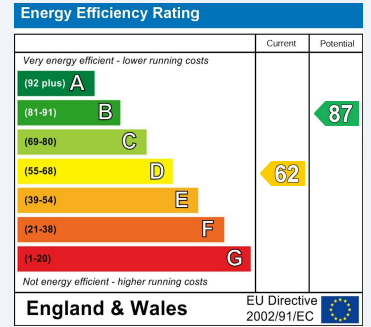 Energy Efficiency Rating
Current Potential
Very energy efficient - lower running costs
(92 plus) A
(81-91) B
87
(69-80) C
(55-68) D
62
(39-54) E
(21-38) F
(1-20) G
Not energy efficient - higher running costs
England & Wales
EU Directive
2002/91/EC